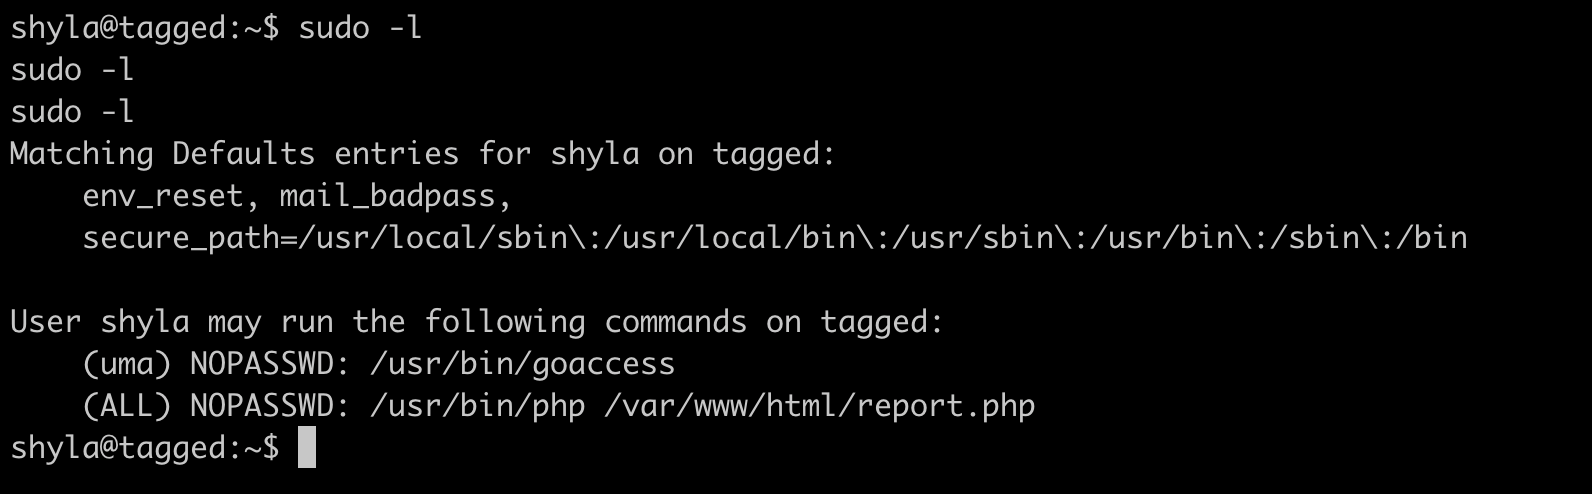 shyla@tagged:~$ sudo -l
sudo -l
sudo -l
Matching Defaults entries for shyla on tagged:
    env_reset, mail_badpass,
    secure_path=/usr/local/sbin\:/usr/local/bin\:/usr/sbin\:/usr/bin\:/sbin\:/bin

User shyla may run the following commands on tagged:
    (uma) NOPASSWD: /usr/bin/goaccess
    (ALL) NOPASSWD: /usr/bin/php /var/www/html/report.php
shyla@tagged:~$